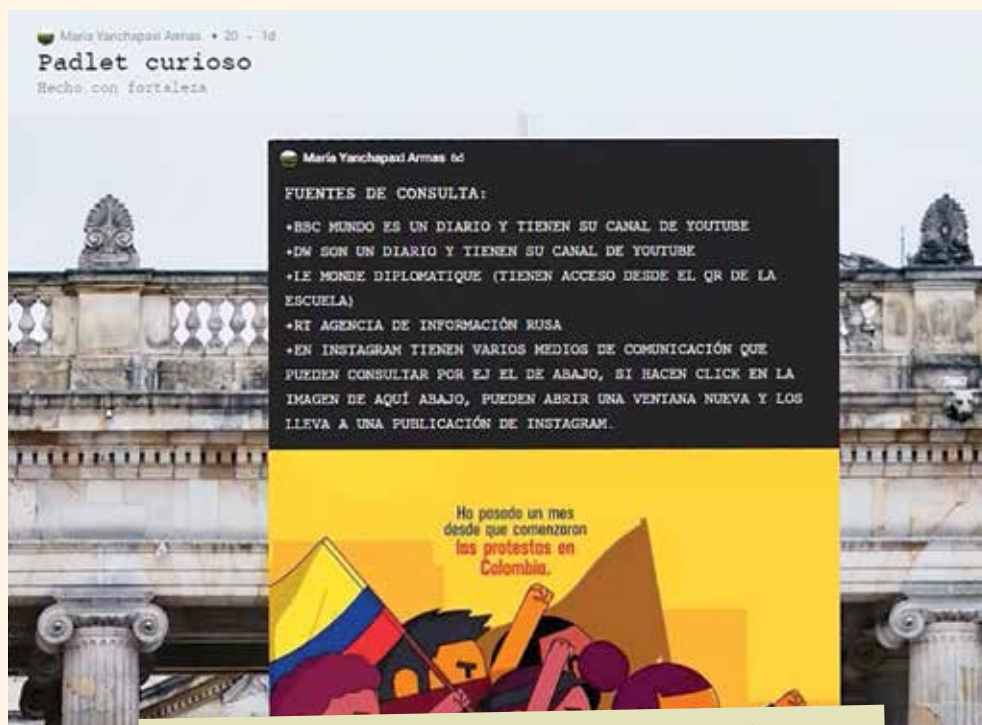 María Yanchapaxi Armas • 20 - 1d
Padlet curioso
Hecho con fortaleza
María Yanchapaxi Armas 6d
FUENTES DE CONSULTA:
+BBC MUNDO ES UN DIARIO Y TIENEN SU CANAL DE YOUTUBE
+DW SON UN DIARIO Y TIENEN SU CANAL DE YOUTUBE
+LE MONDE DIPLOMATIQUE (TIENEN ACCESO DESDE EL QR DE LA
ESCUELA)
+RT AGENCIA DE INFORMACIÓN RUSA
+EN INSTAGRAM TIENEN VARIOS MEDIOS DE COMUNICACIÓN QUE
PUEDEN CONSULTAR POR EJ EL DE ABAJO, SI HACEN CLICK EN LA
IMAGEN DE AQUÍ ABAJO, PUEDEN ABRIR UNA VENTANA NUEVA Y LOS
LLEVA A UNA PUBLICACIÓN DE INSTAGRAM.
Ha pasado un mes
desde que comenzaron
las protestas en
Colombia.